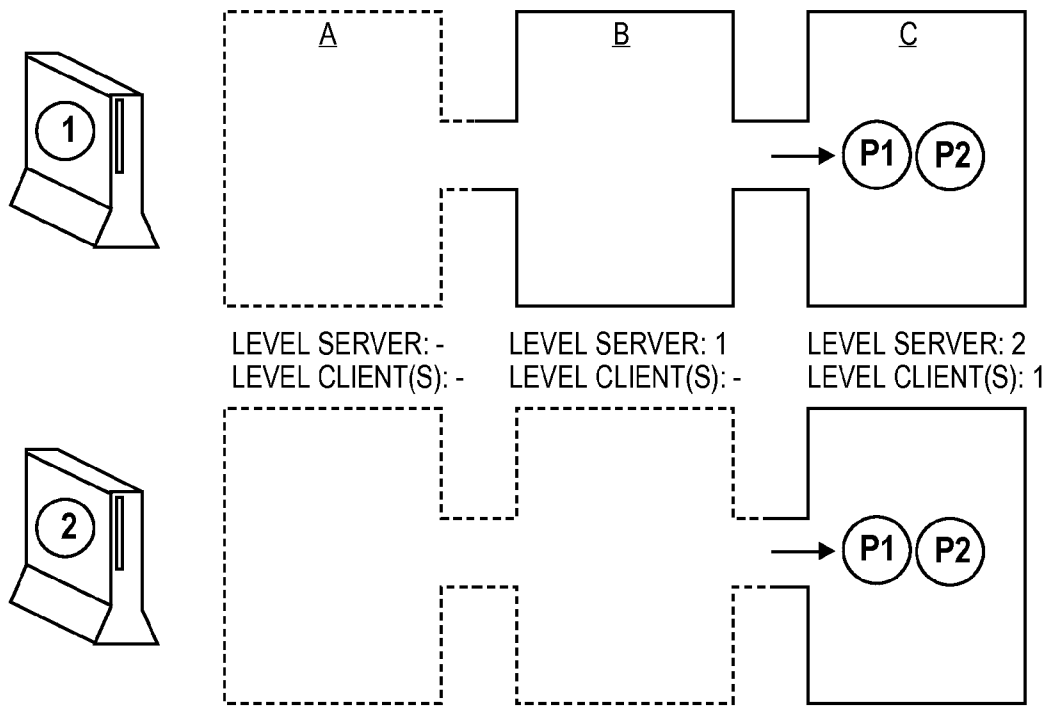 A
B
C
1
P1 P2
LEVEL SERVER: -
LEVEL CLIENT(S): -
LEVEL SERVER: 1
LEVEL CLIENT(S): -
LEVEL SERVER: 2
LEVEL CLIENT(S): 1
2
P1 P2